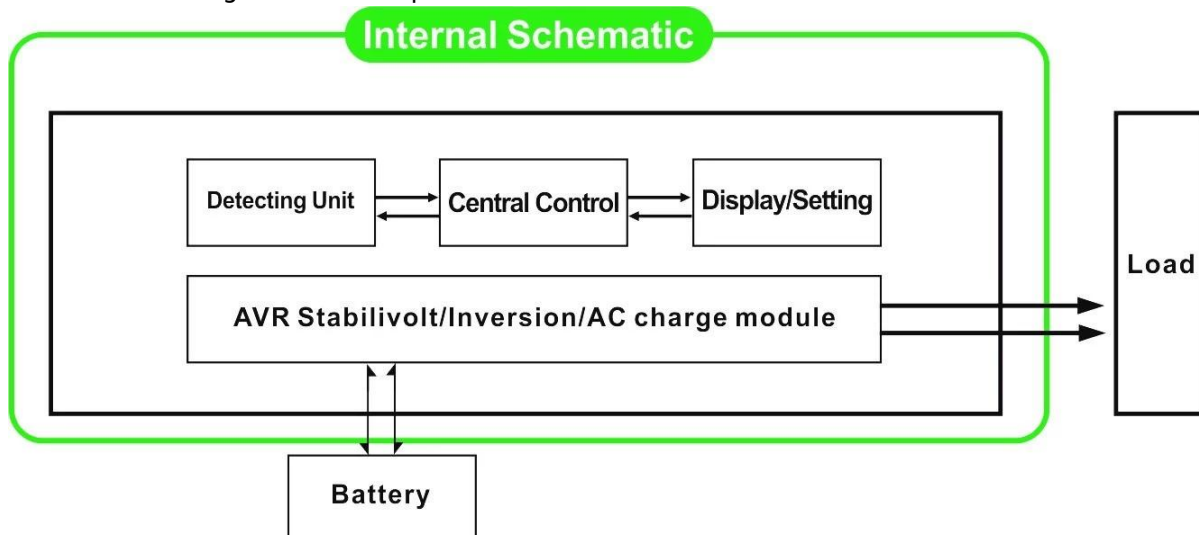 Internal Schematic
Detecting Unit
Central Control
Display/Setting
Load
AVR Stabilivolt/Inversion/AC charge module
Battery